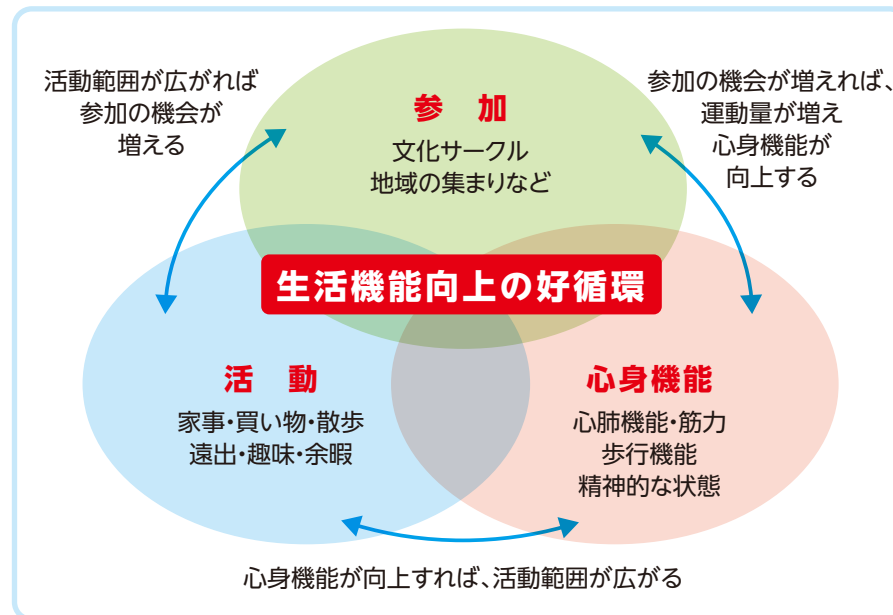 活動範囲が広がれば
参加の機会が
増える
参加の機会が増えれば、
運動量が増え
心身機能が
向上する
参 加
文化サークル
地域の集まりなど
生活機能向上の好循環
活 動
家事・買い物・散歩
遠出・趣味・余暇
心身機能
心肺機能・筋力
歩行機能
精神的な状態
心身機能が向上すれば、活動範囲が広がる